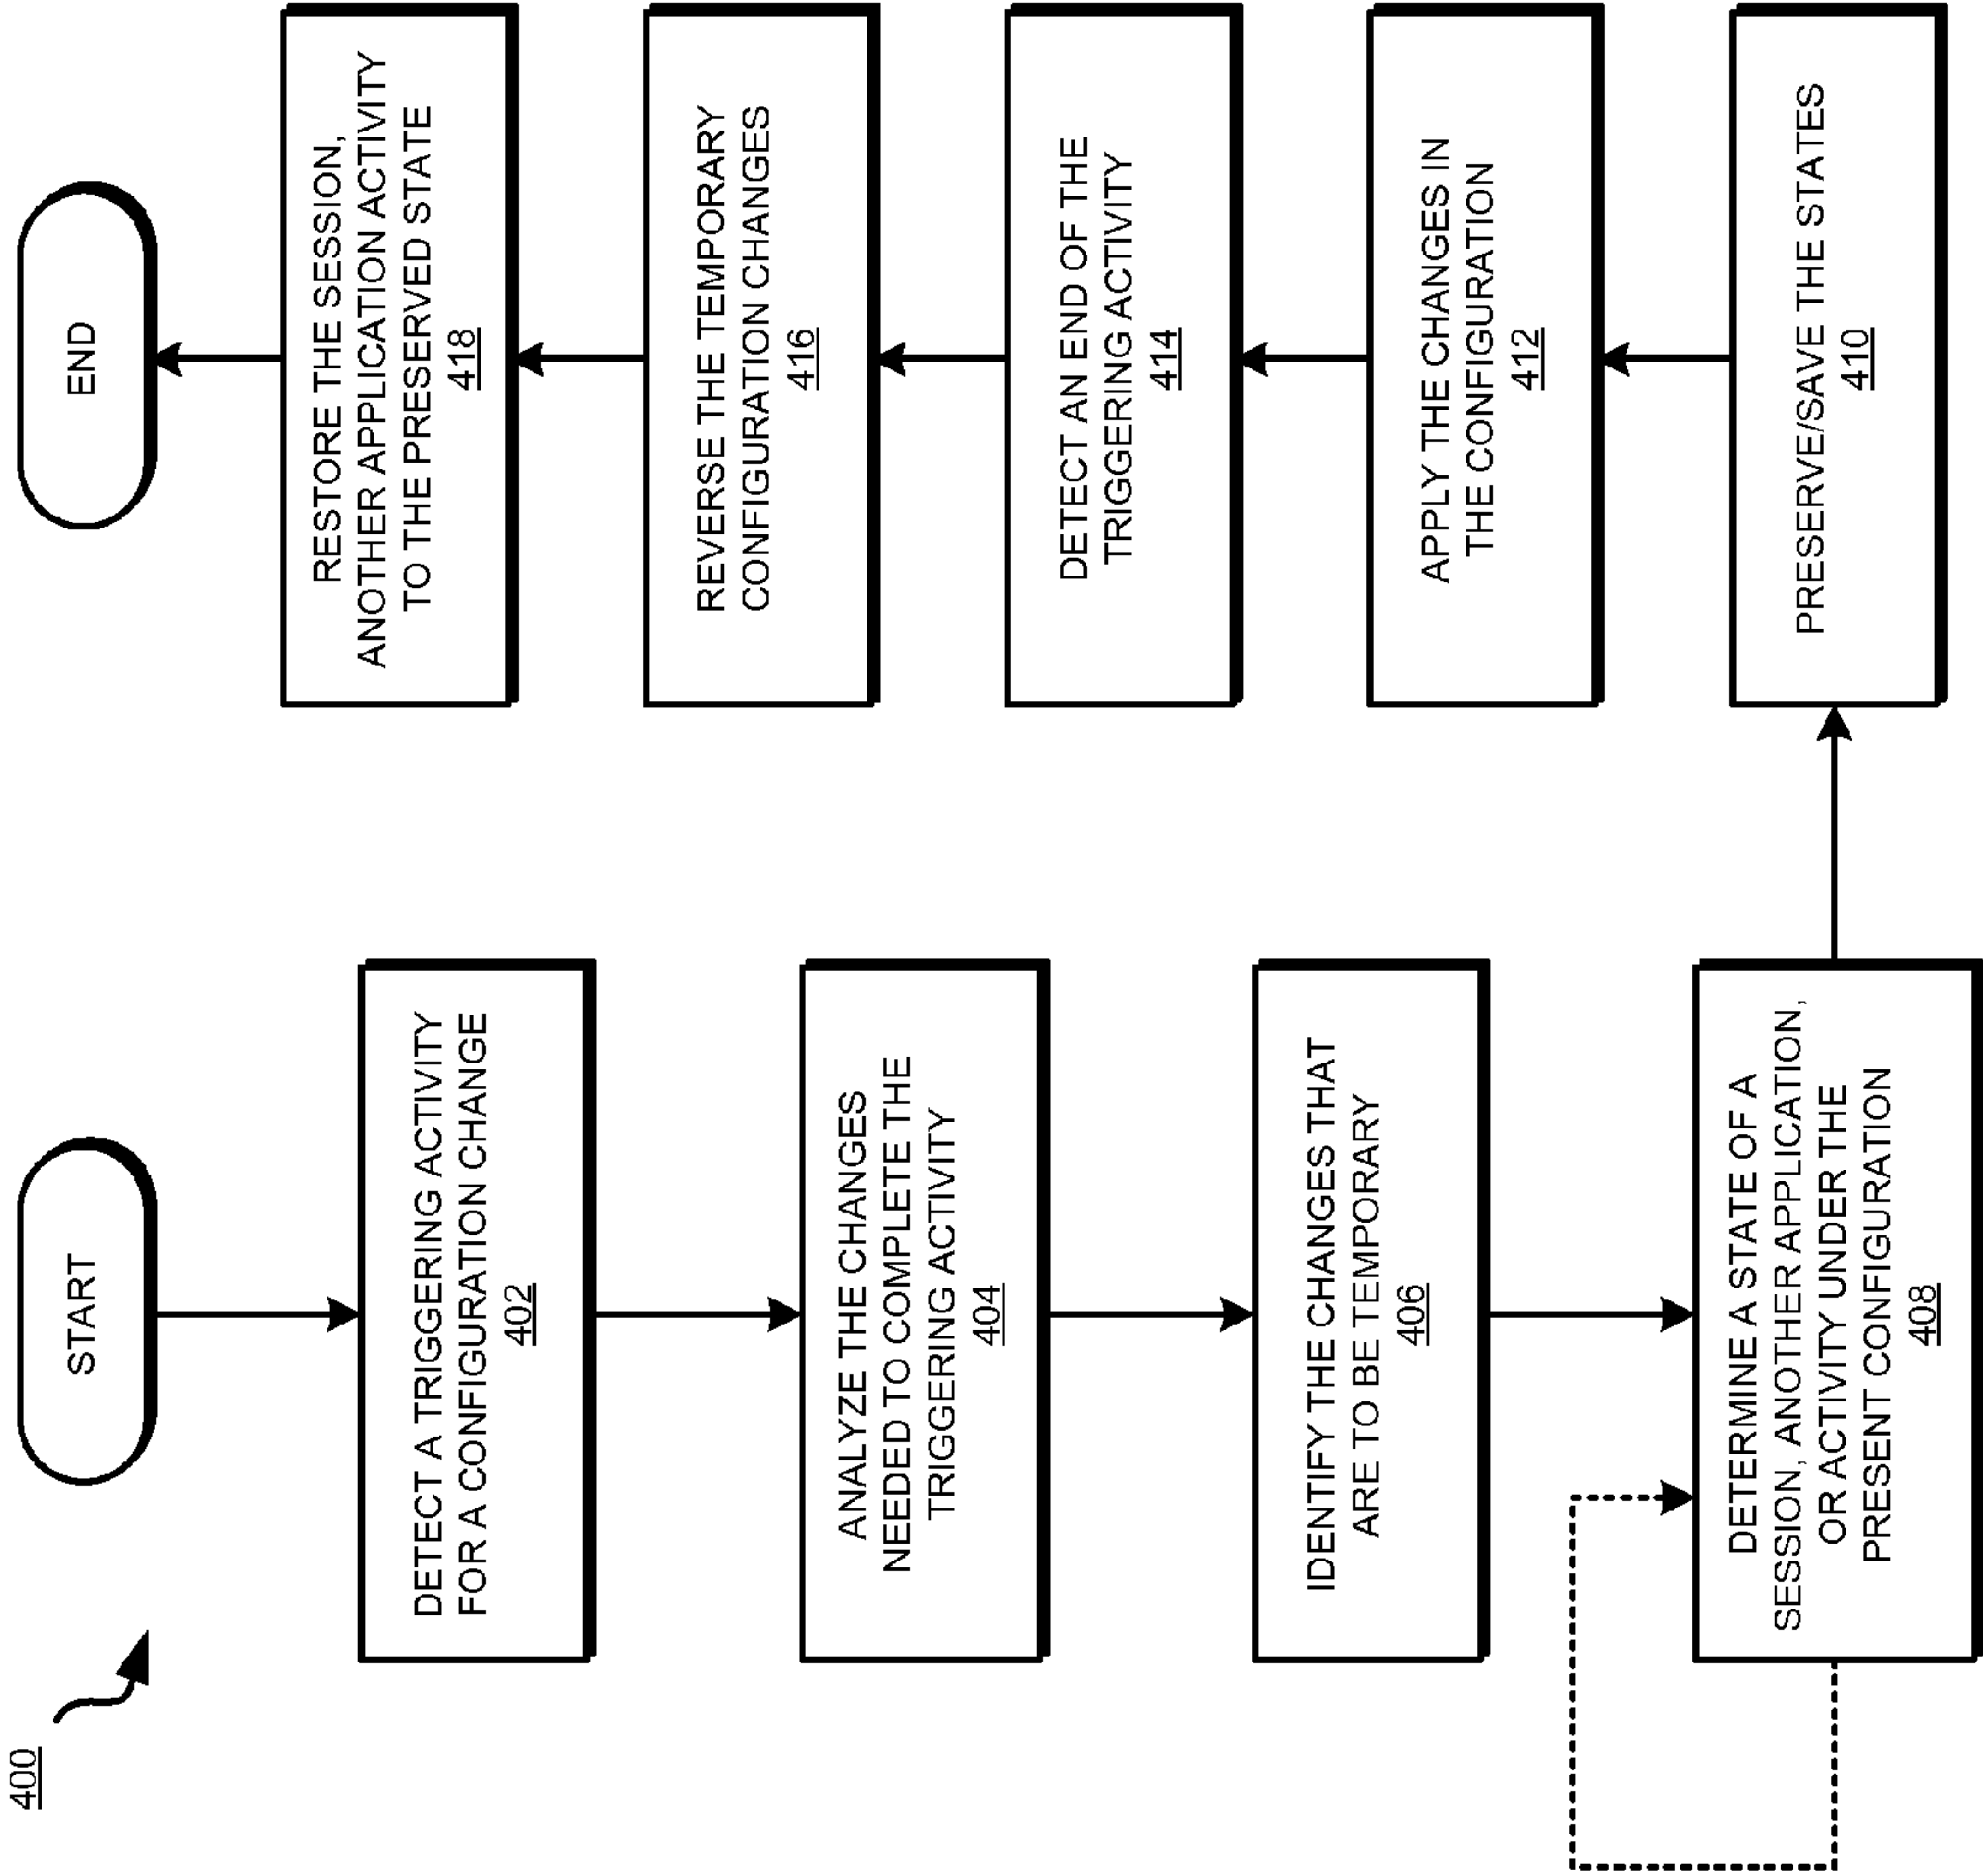 400
START
DETECT A TRIGGERING ACTIVITY
FOR A CONFIGURATION CHANGE
402
ANALYZE THE CHANGES
NEEDED TO COMPLETE THE
TRIGGERING ACTIVITY
404
IDENTIFY THE CHANGES THAT
ARE TO BE TEMPORARY
406
DETERMINE A STATE OF A
SESSION, ANOTHER APPLICATION,
OR ACTIVITY UNDER THE
PRESENT CONFIGURATION
408
PRESERVE/SAVE THE STATES
410
APPLY THE CHANGES IN
THE CONFIGURATION
412
DETECT AN END OF THE
TRIGGERING ACTIVITY
414
REVERSE THE TEMPORARY
CONFIGURATION CHANGES
416
RESTORE THE SESSION,
ANOTHER APPLICATION ACTIVITY
TO THE PRESERVED STATE
418
END